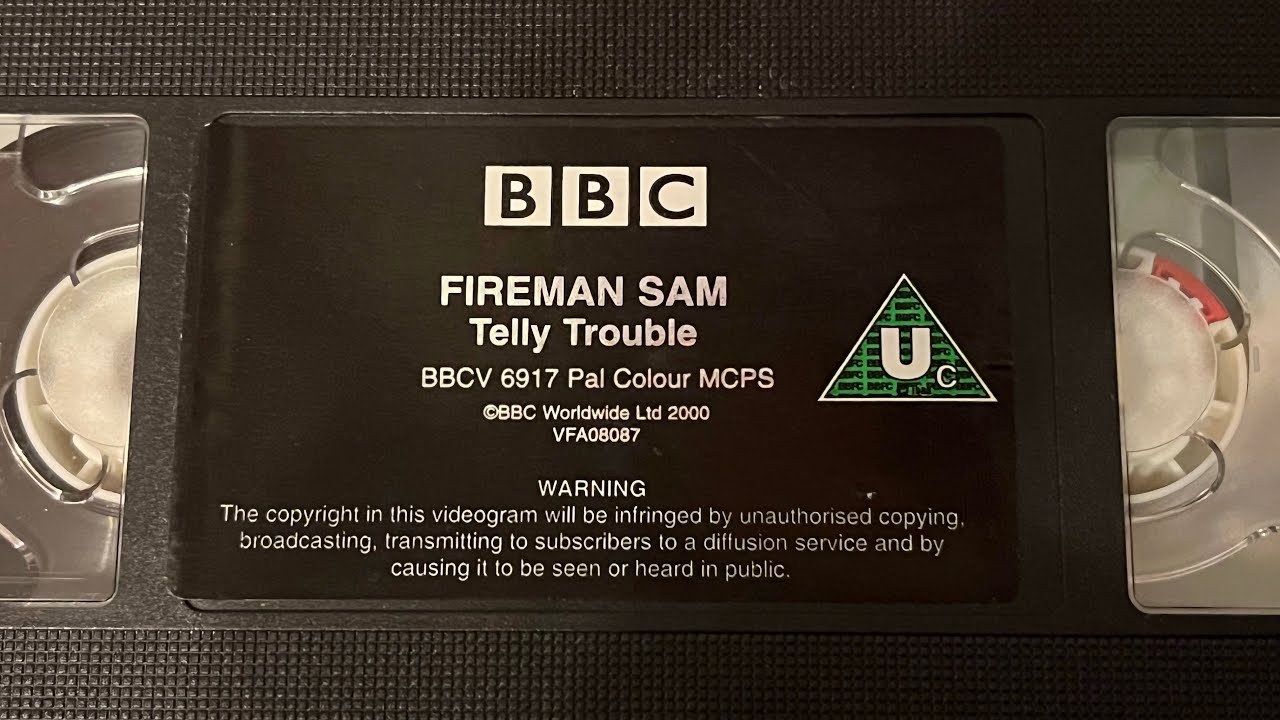 BBC
FIREMAN SAM
Telly Trouble
BBCV 6917 Pal Colour MCPS
©BBC Worldwide Ltd 2000
VFA08087
U C
WARNING
The copyright in this videogram will be infringed by unauthorised copying,
broadcasting, transmitting to subscribers to a diffusion service and by
causing it to be seen or heard in public.